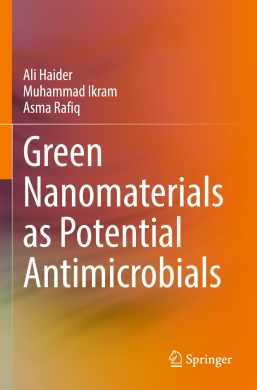 Ali Haider
Muhammad Ikram
Asma Rafiq
Green
Nanomaterials
as Potential
Antimicrobials
Springer